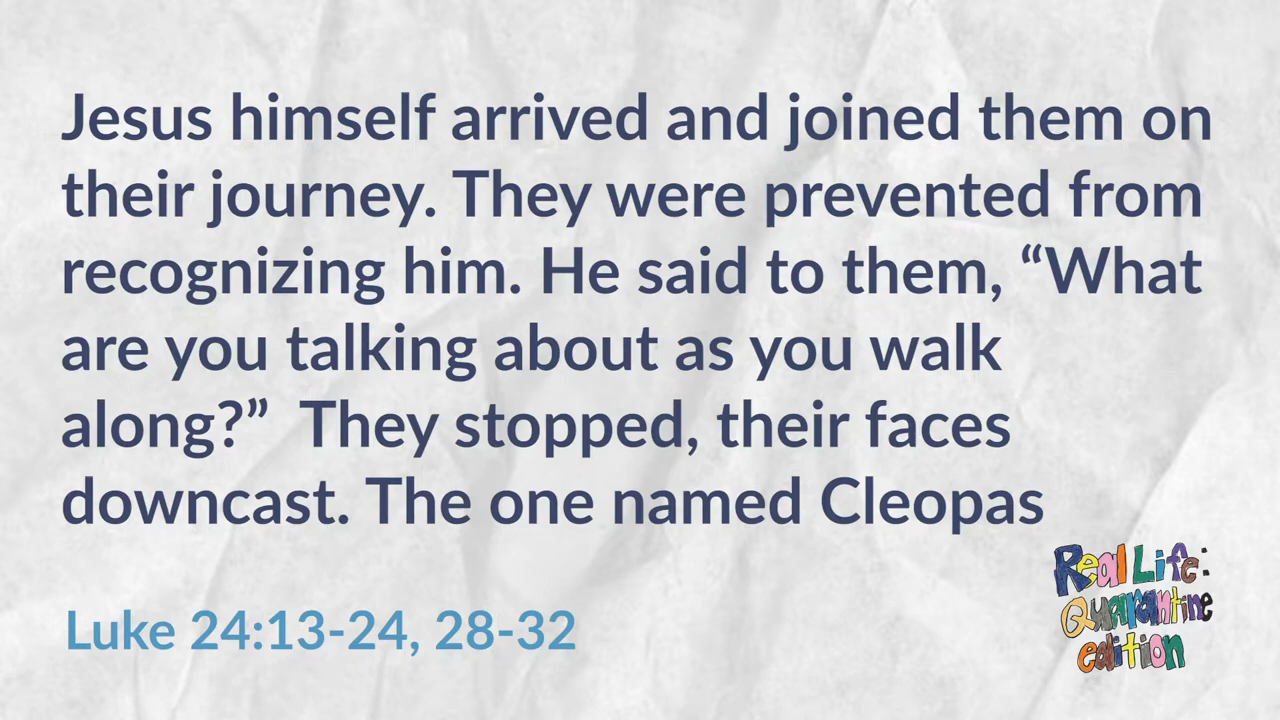 Jesus himself arrived and joined them on
their journey. They were prevented from
recognizing him. He said to them, “What
are you talking about as you walk
along?”  They stopped, their faces
downcast. The one named Cleopas
Luke 24:13-24, 28-32
Real Life:
Quarantine
edition